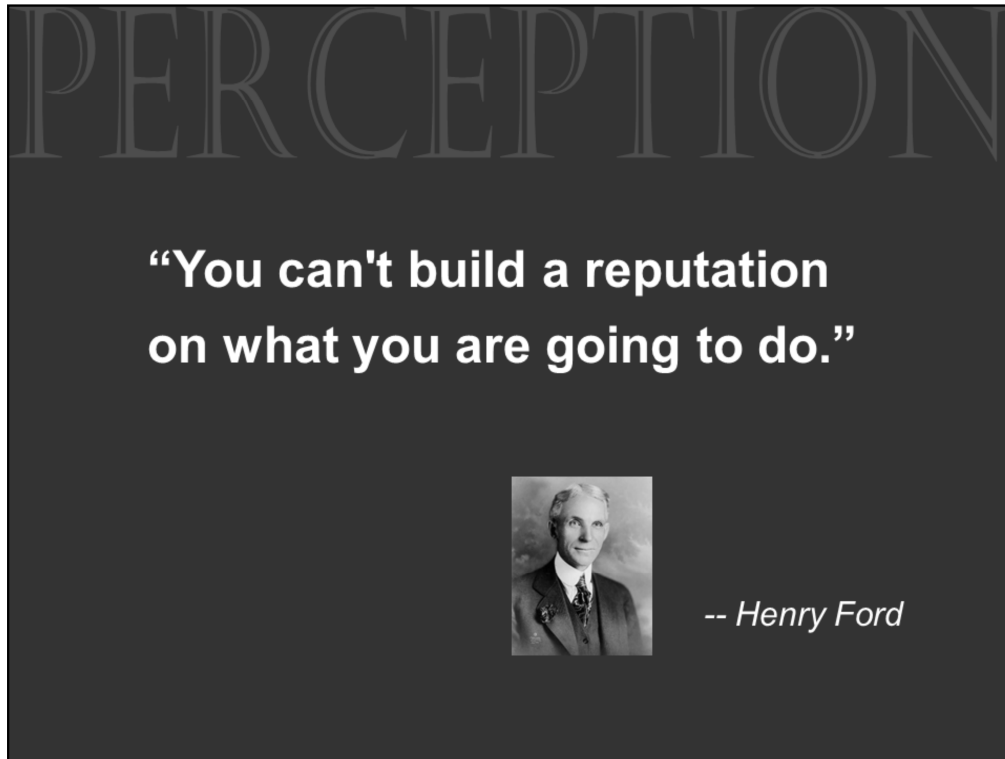 PERCEPTION
“You can't build a reputation
on what you are going to do.”
-- Henry Ford